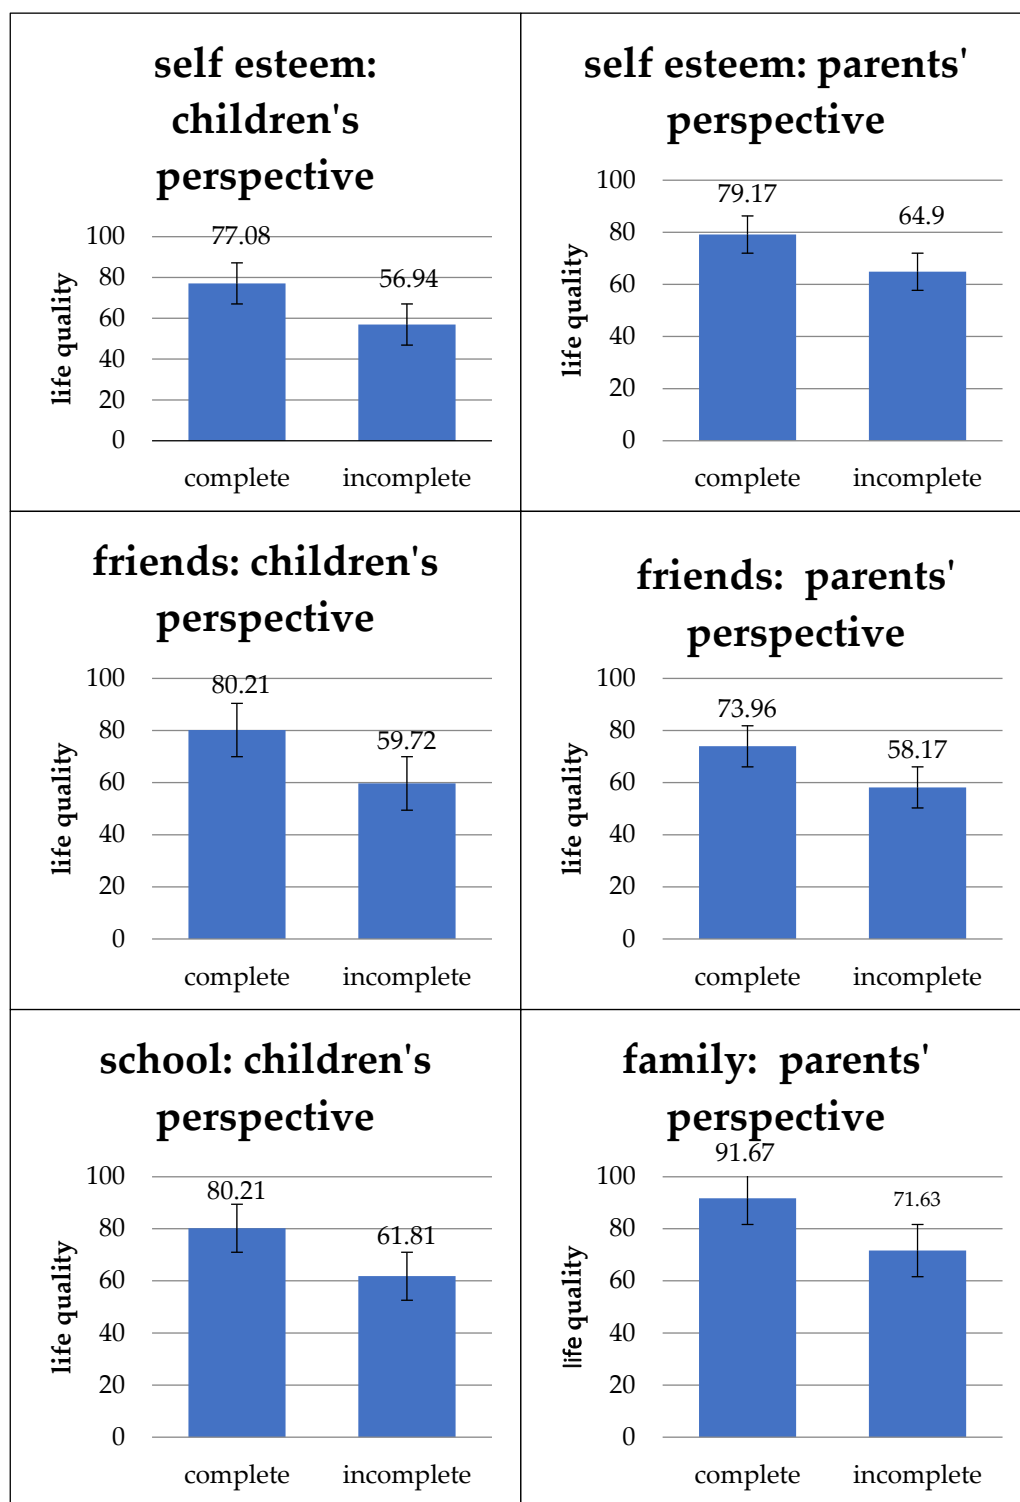 self esteem:
children's
perspective
77.08
56.94
100
80
60
40
20
0
life quality
complete incomplete
self esteem: parents'
perspective
79.17
64.9
100
80
60
40
20
0
life quality
complete incomplete
friends: children's
perspective
80.21
59.72
100
80
60
40
20
0
life quality
complete incomplete
friends: parents'
perspective
73.96
58.17
100
80
60
40
20
0
life quality
complete incomplete
school: children's
perspective
80.21
61.81
100
80
60
40
20
0
life quality
complete incomplete
family: parents'
perspective
91.67
71.63
100
80
60
40
20
0
life quality
complete incomplete